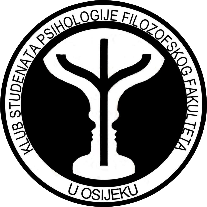 KLUB STUDENATA PSIHOLOGIJE FILOZOFSKOG FAKULTETA
U OSIJEKU